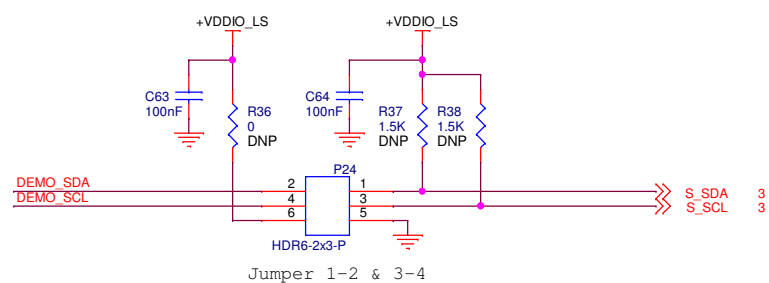 +VDDIO_LS +VDDIO_LS
C63
100nF
R36
0
DNP
C64
100nF
R37
1.5K
DNP
R38
1.5K
DNP
P24
DEMO_SDA 2 1 S_SDA 3
DEMO_SCL 4 3 S_SCL 3
6 5
HDR6-2x3-P
Jumper 1-2 & 3-4